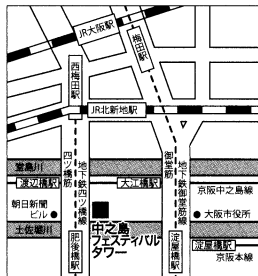 JR大阪駅
梅田駅
西梅田駅
JR北新地駅
堂島川
四ツ橋筋
地下鉄四ツ橋線
御堂筋
地下鉄御堂筋線
渡辺橋駅
大江橋駅
京阪中之島線
朝日新聞
ビル
中之島
フェスティバル
タワー
大阪市役所
土佐堀川
肥後橋駅
淀屋橋駅
淀屋橋駅
京阪本線